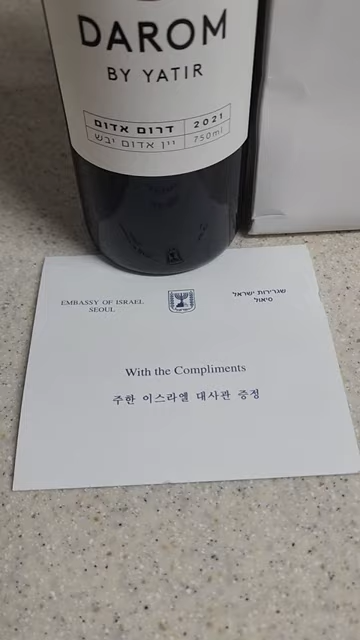 DAROM
BY YATIR
דרום אדום 2021
יין אדום יבש 750ml
EMBASSY OF ISRAEL
SEOUL
שגרירות ישראל
סיאול
With the Compliments
주한 이스라엘 대사관 증정